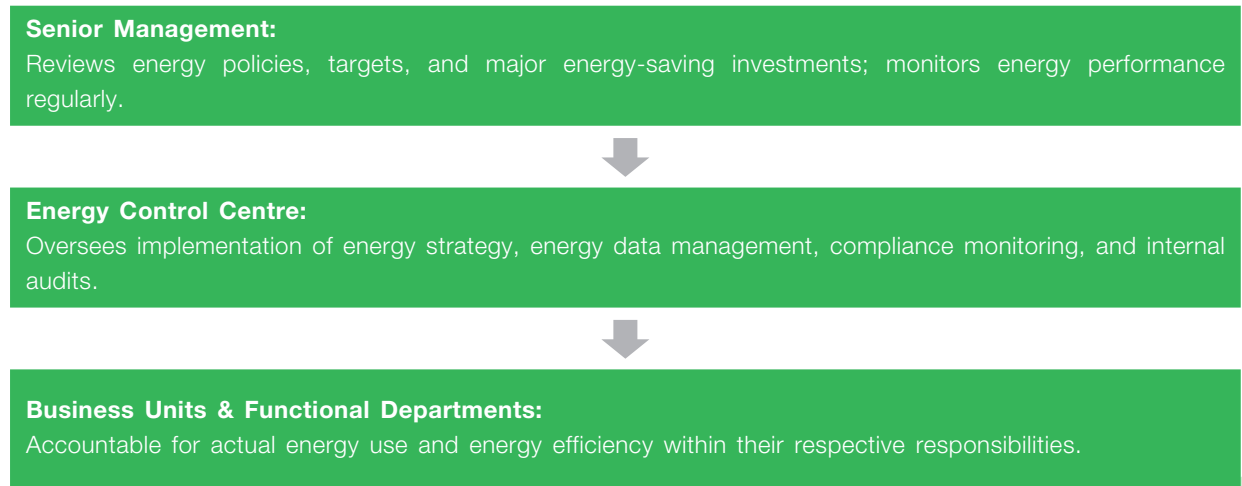 Senior Management:
Reviews energy policies, targets, and major energy-saving investments; monitors energy performance
regularly.
Energy Control Centre:
Oversees implementation of energy strategy, energy data management, compliance monitoring, and internal
audits.
Business Units & Functional Departments:
Accountable for actual energy use and energy efficiency within their respective responsibilities.